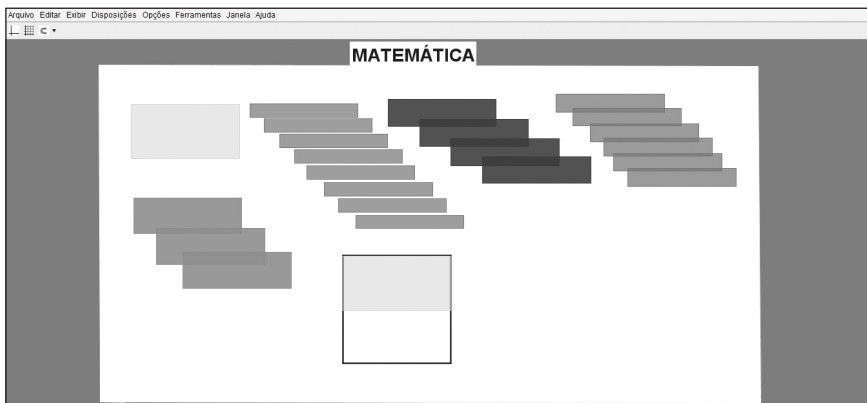 Arquivo Editar Exibir Disposições Opções Ferramentas Janela Ajuda
MATEMÁTICA